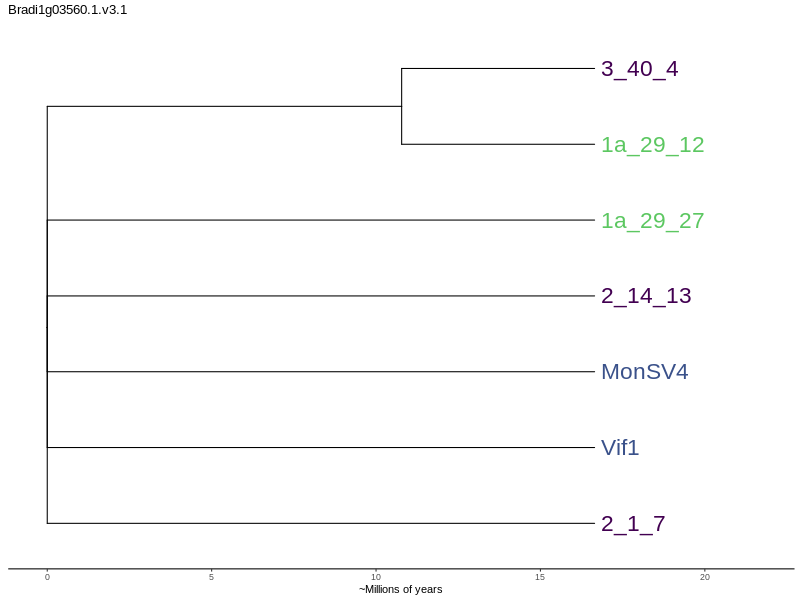 Bradi1g03560.1.v3.1
3_40_4
1a_29_12
1a_29_27
2_14_13
MonSV4
Vif1
2_1_7
0 5 10 15 20
~Millions of years